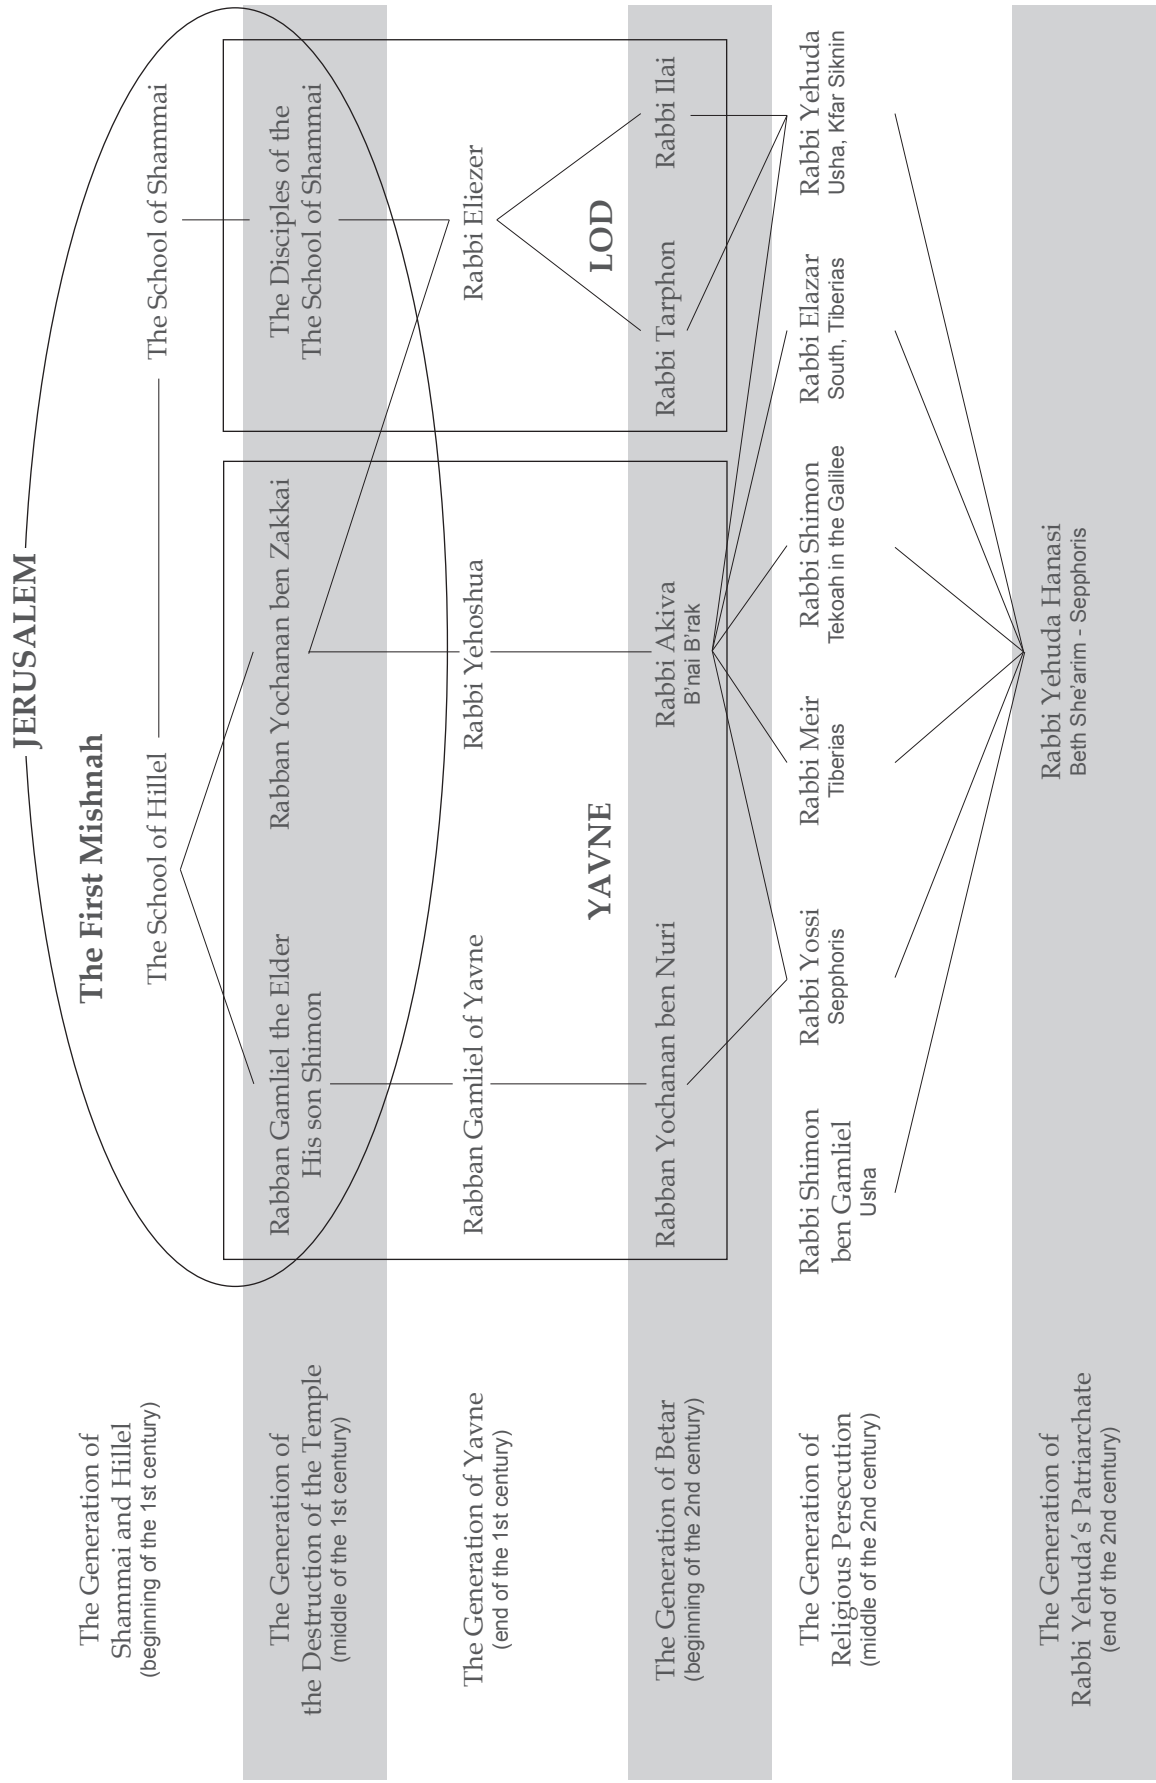 JERUSALEM
The First Mishnah
The Generation of
Shammai and Hillel
(beginning of the 1st century)
The School of Hillel
The School of Shammai
The Generation of
the Destruction of the Temple
(middle of the 1st century)
Rabban Gamliel the Elder
His son Shimon
Rabban Yochanan ben Zakkai
The Disciples of the
The School of Shammai
The Generation of Yavne
(end of the 1st century)
Rabban Gamliel of Yavne
Rabbi Yehoshua
Rabbi Eliezer
YAVNE
LOD
The Generation of Betar
(beginning of the 2nd century)
Rabban Yochanan ben Nuri
Rabbi Akiva
B'nai B'rak
Rabbi Tarphon
Rabbi Ilai
The Generation of
Religious Persecution
(middle of the 2nd century)
Rabbi Shimon
ben Gamliel
Usha
Rabbi Yossi
Sepphoris
Rabbi Meir
Tiberias
Rabbi Shimon
Tekoah in the Galilee
Rabbi Elazar
South, Tiberias
Rabbi Yehuda
Usha, Kfar Siknin
The Generation of
Rabbi Yehuda's Patriarchate
(end of the 2nd century)
Rabbi Yehuda Hanasi
Beth She'arim - Sepphoris